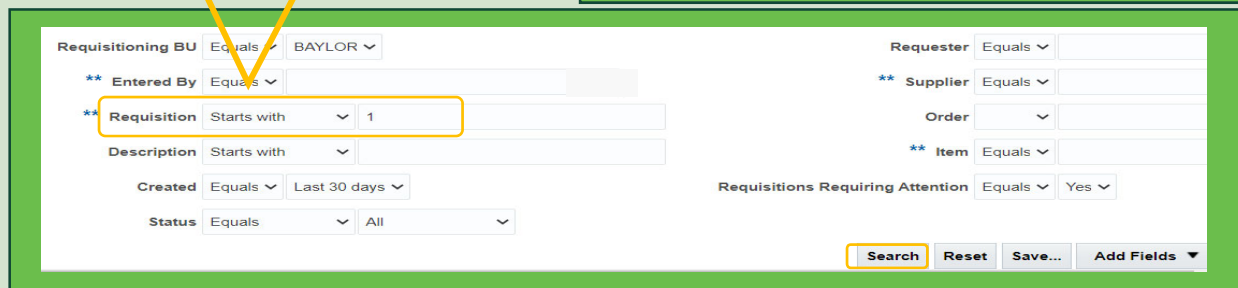 Requisitioning BU Equals BAYLOR Requester Equals
** Entered By Equals ** Supplier Equals
** Requisition Starts with 1 Order
Description Starts with ** Item Equals
Created Equals Last 30 days Requisitions Requiring Attention Equals Yes
Status Equals All
Search Reset Save... Add Fields